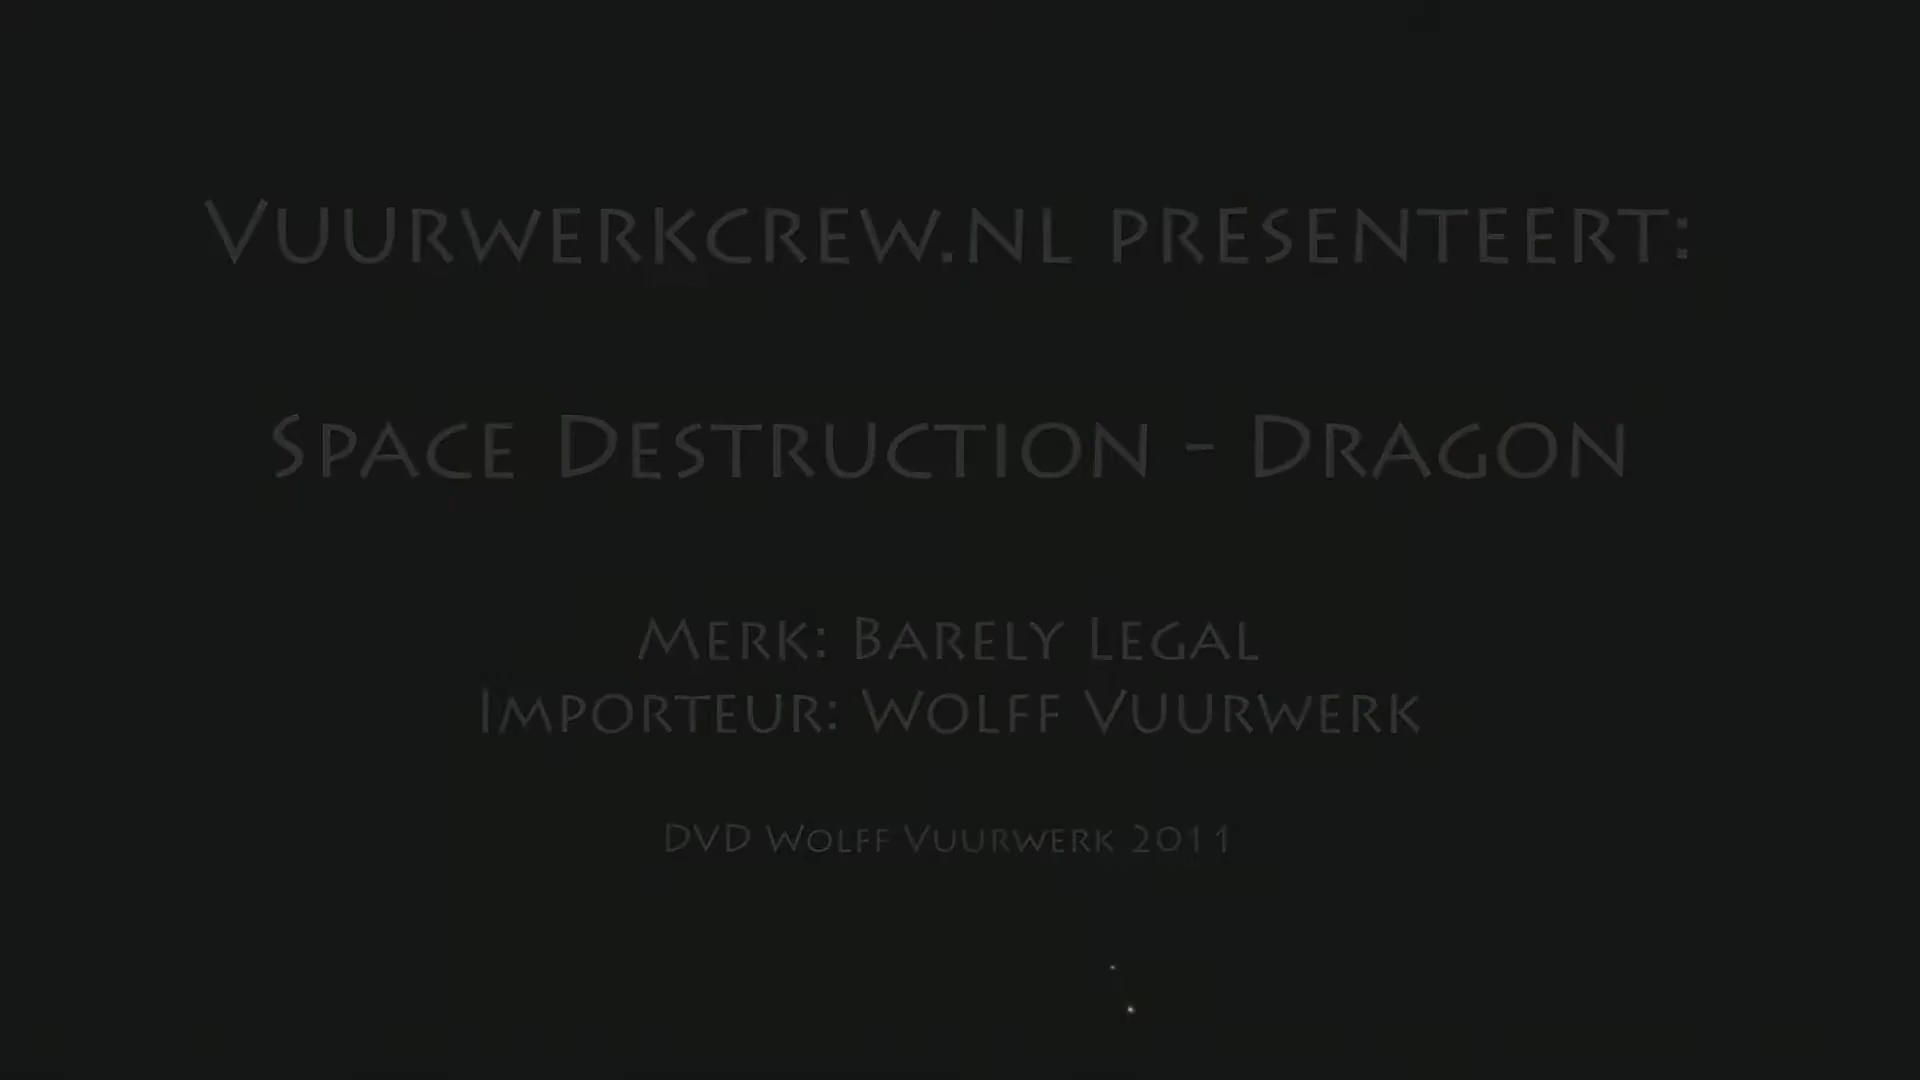 Vuurwerkcrew.nl presenteert:
Space Destruction - Dragon
Merk: Barely Legal
Importeur: Wolff Vuurwerk
DVD Wolff Vuurwerk 2011